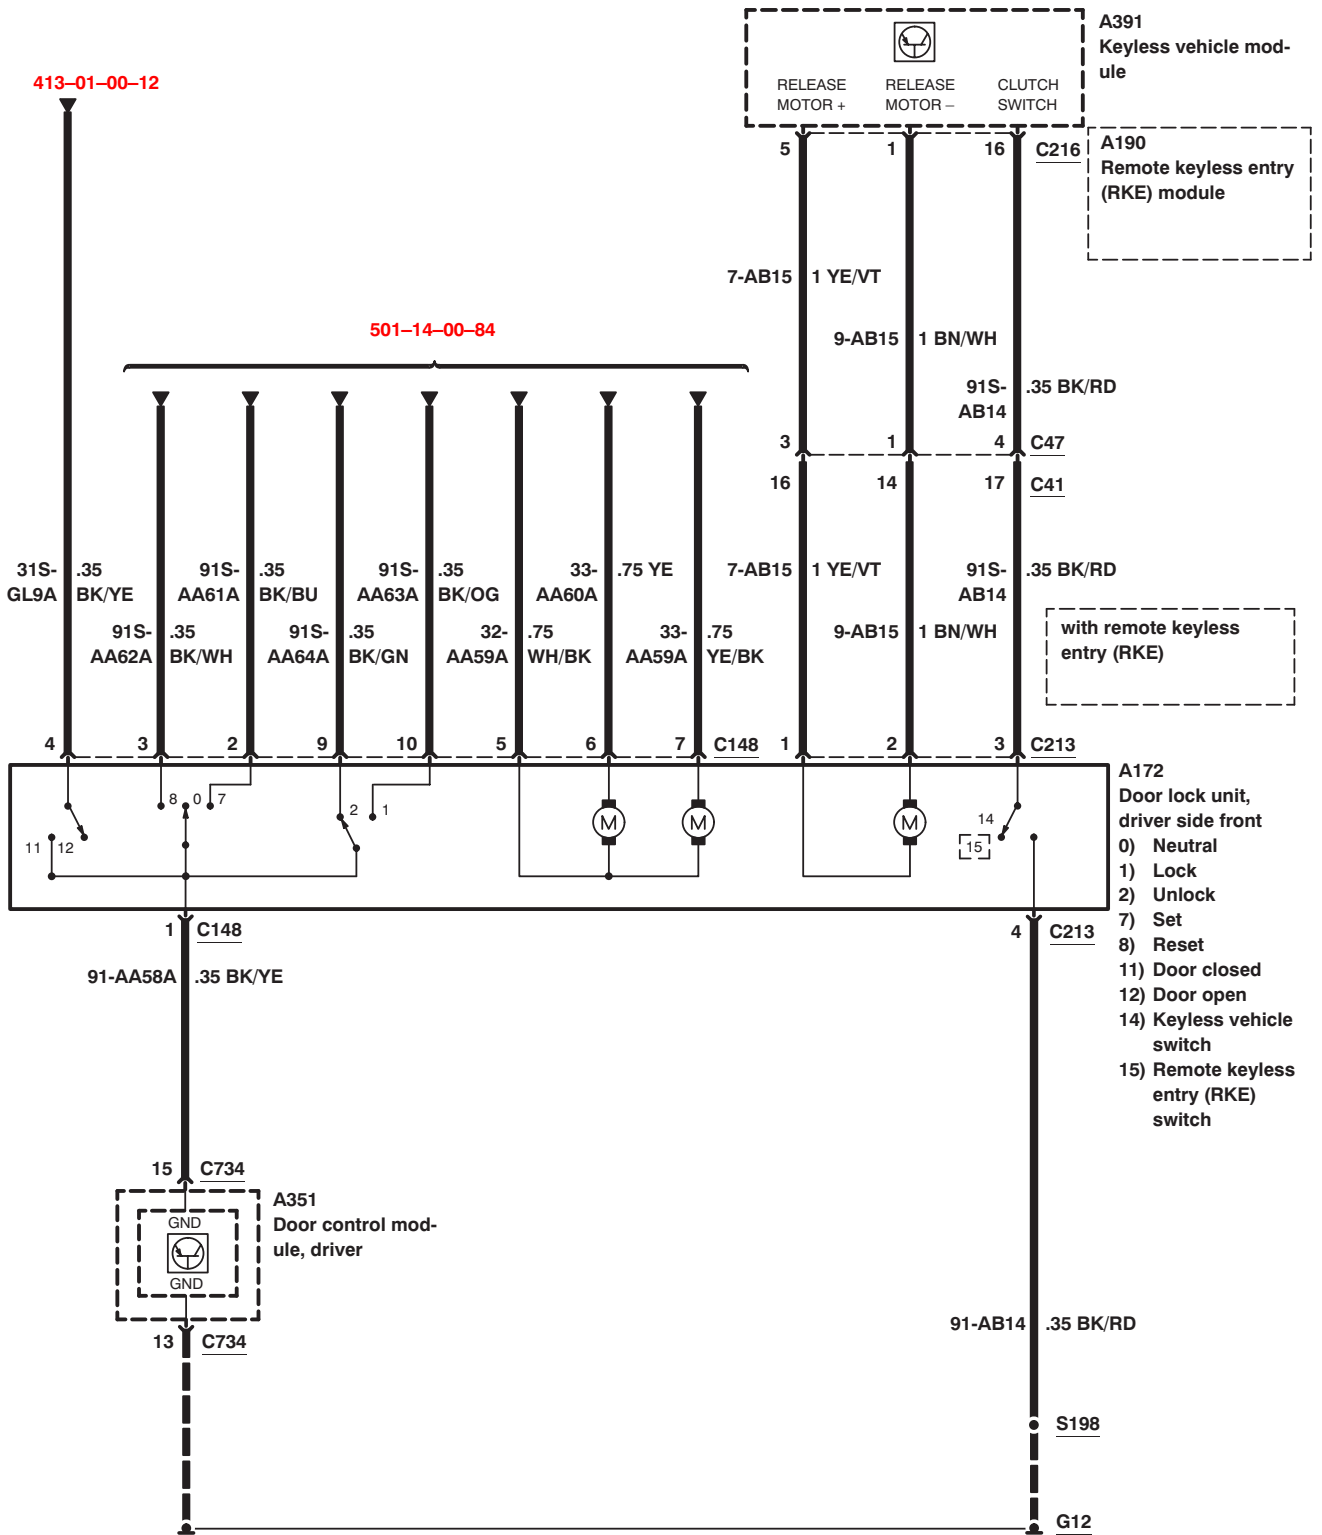 A391
Keyless vehicle mod-
ule
RELEASE
MOTOR +
RELEASE
MOTOR –
CLUTCH
SWITCH
413–01–00–12
5
1
16
C216
A190
Remote keyless entry
(RKE) module
7-AB15
1 YE/VT
501–14–00–84
9-AB15
1 BN/WH
91S-
AB14
.35 BK/RD
3
1
4
C47
16
14
17
C41
31S-
GL9A
.35
BK/YE
91S-
AA61A
.35
BK/BU
91S-
AA63A
.35
BK/OG
33-
AA60A
.75 YE
7-AB15
1 YE/VT
91S-
AB14
.35 BK/RD
91S-
AA62A
.35
BK/WH
91S-
AA64A
.35
BK/GN
32-
AA59A
.75
WH/BK
33-
AA59A
.75
YE/BK
9-AB15
1 BN/WH
with remote keyless
entry (RKE)
4
3
2
9
10
5
6
7
C148
1
2
3
C213
8
0
7
2
1
M
M
M
14
15
11
12
A172
Door lock unit,
driver side front
0) Neutral
1) Lock
2) Unlock
7) Set
8) Reset
11) Door closed
12) Door open
14) Keyless vehicle
switch
15) Remote keyless
entry (RKE)
switch
1
C148
4
C213
91-AA58A
.35 BK/YE
15
C734
A351
Door control mod-
ule, driver
GND
GND
13
C734
91-AB14
.35 BK/RD
S198
G12